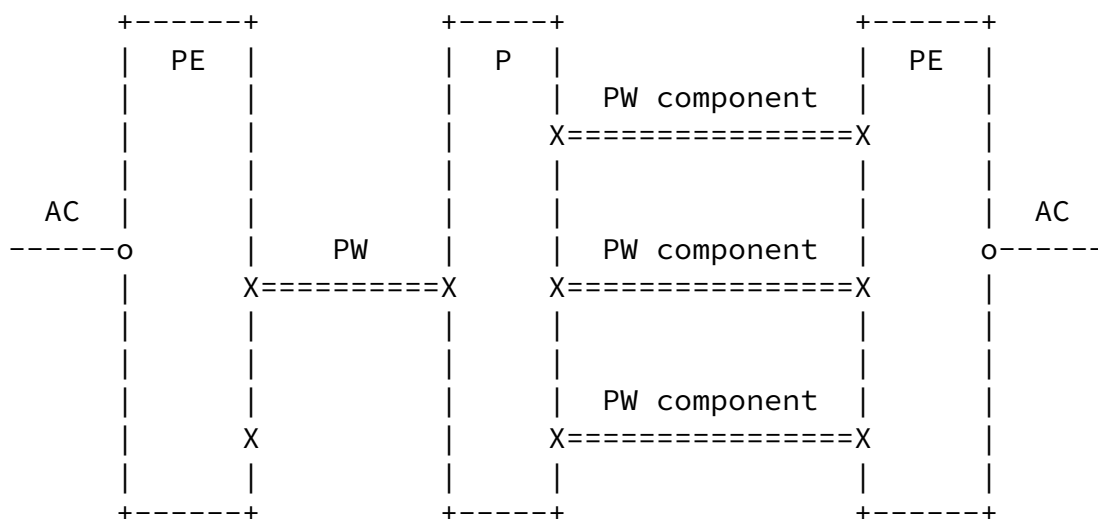 +------+ +-----+ +------+
| PE | | P | | PE |
| | | | PW component | |
| | | X================X |
| | | | | |
AC | | | | | | AC
------o | PW | | PW component | o------
| X==========X X================X |
| | | | | |
| | | | PW component | |
| X | X================X |
| | | | | |
+------+ +-----+ +------+